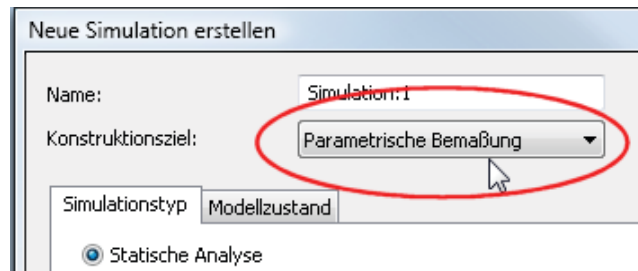 Neue Simulation erstellen
Name: Simulation:1
Konstruktionsziel: Parametrische Bemaßung
Simulationstyp Modellzustand
Statische Analyse